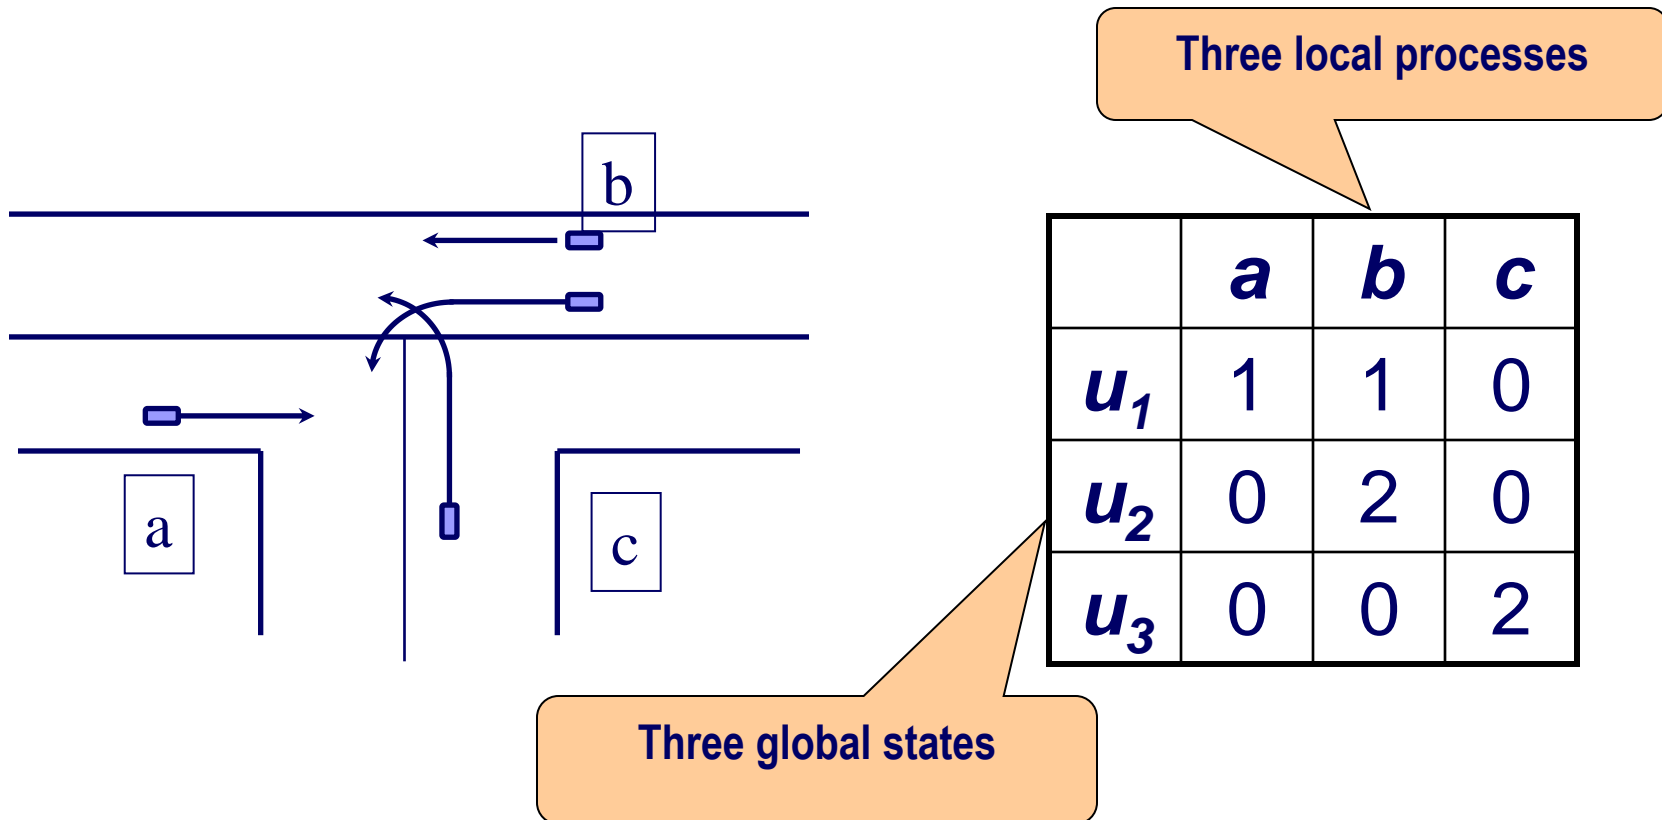 Three local processes
b
a
c
a b c
u1 1 1 0
u2 0 2 0
u3 0 0 2
Three global states